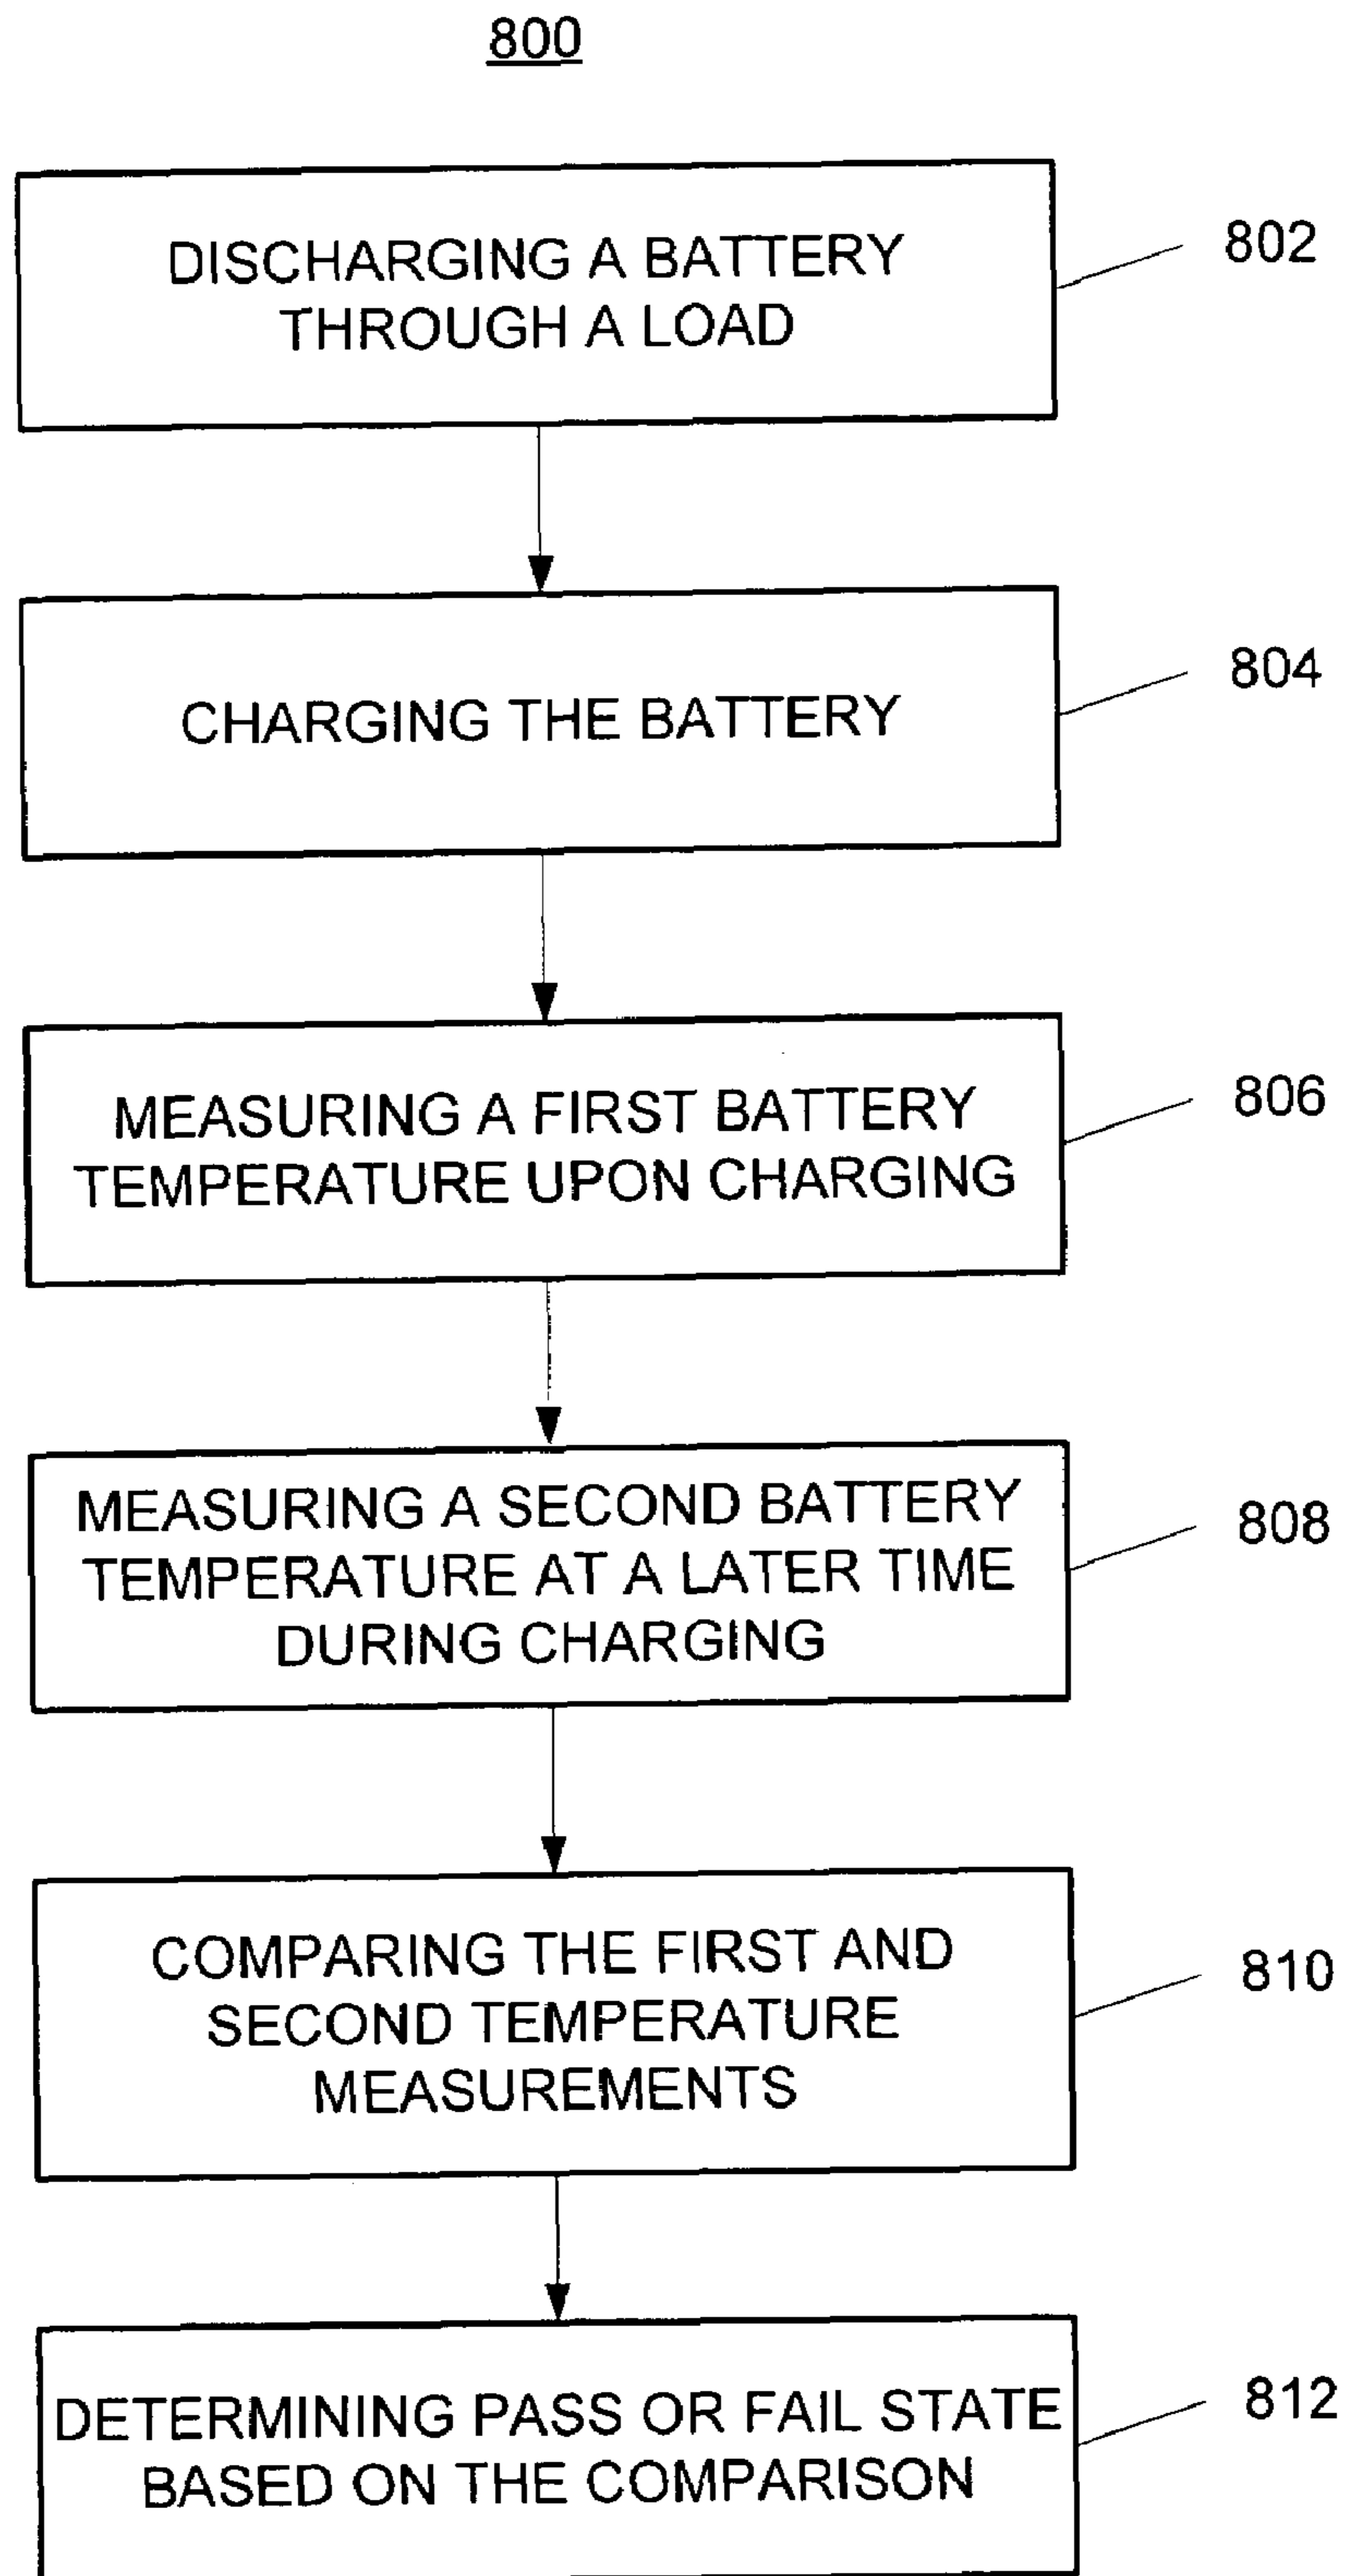 800
DISCHARGING A BATTERY
THROUGH A LOAD
802
CHARGING THE BATTERY
804
MEASURING A FIRST BATTERY
TEMPERATURE UPON CHARGING
806
MEASURING A SECOND BATTERY
TEMPERATURE AT A LATER TIME
DURING CHARGING
808
COMPARING THE FIRST AND
SECOND TEMPERATURE
MEASUREMENTS
810
DETERMINING PASS OR FAIL STATE
BASED ON THE COMPARISON
812